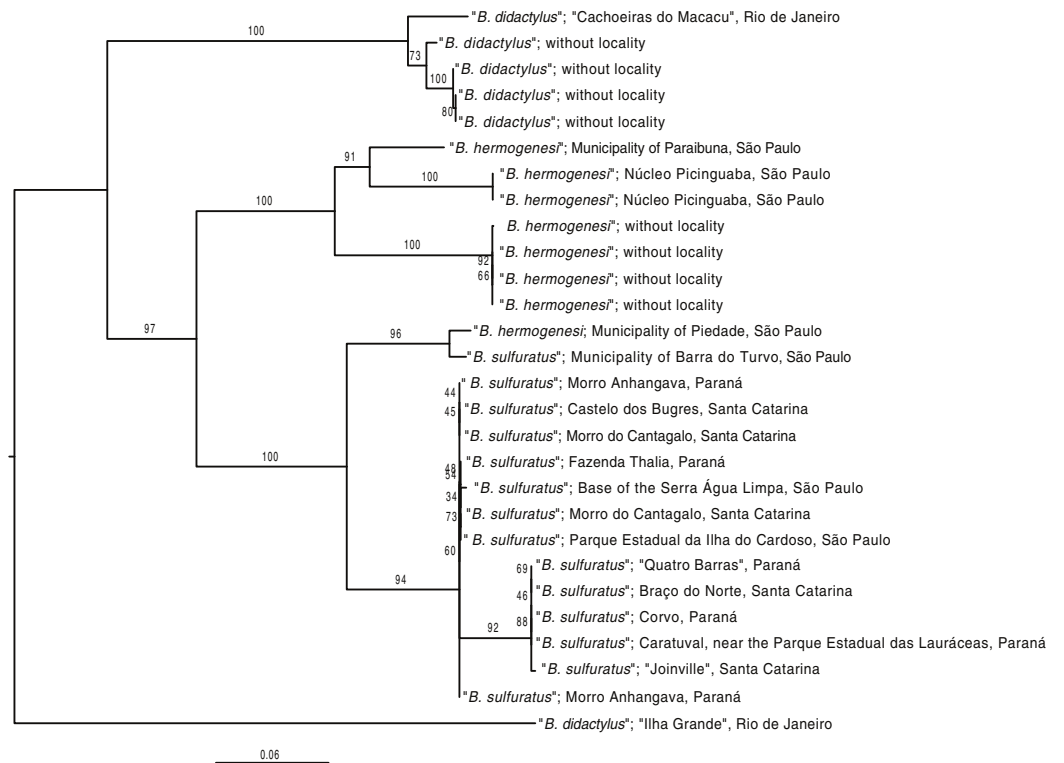 "B. didactylus"; "Cachoeiras do Macacu", Rio de Janeiro
100
"B. didactylus"; without locality
73
"B. didactylus"; without locality
100
"B. didactylus"; without locality
80
"B. didactylus"; without locality
"B. hermogenesi"; Municipality of Paraibuna, São Paulo
91
"B. hermogenesi"; Núcleo Picinguaba, São Paulo
100
"B. hermogenesi"; Núcleo Picinguaba, São Paulo
100
B. hermogenesi"; without locality
100
"B. hermogenesi"; without locality
92
66
"B. hermogenesi"; without locality
"B. hermogenesi"; without locality
97
"B. hermogenesi; Municipality of Piedade, São Paulo
96
"B. sulfuratus"; Municipality of Barra do Turvo, São Paulo
" B. sulfuratus"; Morro Anhangava, Paraná
44
45
"B. sulfuratus"; Castelo dos Bugres, Santa Catarina
"B. sulfuratus"; Morro do Cantagalo, Santa Catarina
100
"B. sulfuratus"; Fazenda Thalia, Paraná
48
54
" B. sulfuratus"; Base of the Serra Água Limpa, São Paulo
34
"B. sulfuratus"; Morro do Cantagalo, Santa Catarina
73
" B. sulfuratus"; Parque Estadual da Ilha do Cardoso, São Paulo
60
"B. sulfuratus"; "Quatro Barras", Paraná
69
94
"B. sulfuratus"; Braço do Norte, Santa Catarina
46
"B. sulfuratus"; Corvo, Paraná
88
92
"B. sulfuratus"; Caratuval, near the Parque Estadual das Lauráceas, Paraná
"B. sulfuratus"; "Joinville", Santa Catarina
"B. sulfuratus"; Morro Anhangava, Paraná
"B. didactylus"; "Ilha Grande", Rio de Janeiro
0.06